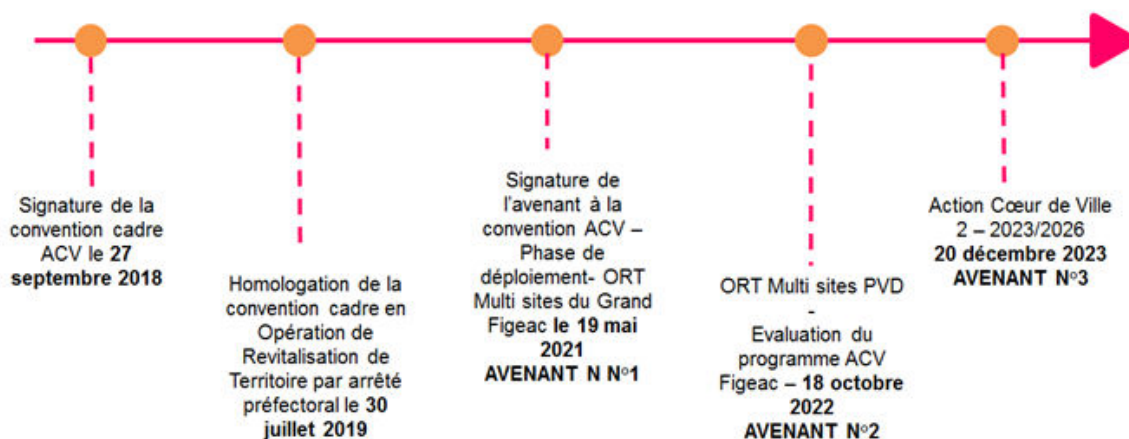 Signature de la
convention cadre
ACV le 27
septembre 2018
Homologation de la
convention cadre en
Opération de
Revitalisation de
Territoire par arrêté
préfectoral le 30
juillet 2019
Signature de
l'avenant à la
convention ACV –
Phase de
déploiement- ORT
Multi sites du Grand
Figeac le 19 mai
2021
AVENANT N N°1
ORT Multi sites PVD
-
Evaluation du
programme ACV
Figeac – 18 octobre
2022
AVENANT N°2
Action Cœur de Ville
2 – 2023/2026
20 décembre 2023
AVENANT N°3